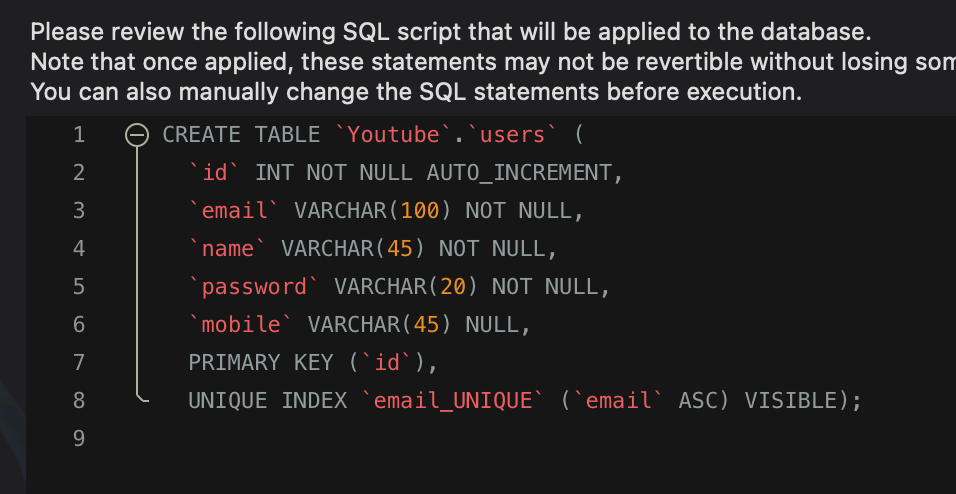 Please review the following SQL script that will be applied to the database.
Note that once applied, these statements may not be revertible without losing
You can also manually change the SQL statements before execution.
1 CREATE TABLE `Youtube`.`users` (
2 `id` INT NOT NULL AUTO_INCREMENT,
3 `email` VARCHAR(100) NOT NULL,
4 `name` VARCHAR(45) NOT NULL,
5 `password` VARCHAR(20) NOT NULL,
6 `mobile` VARCHAR(45) NULL,
7 PRIMARY KEY (`id`),
8 UNIQUE INDEX `email_UNIQUE` (`email` ASC) VISIBLE);
9